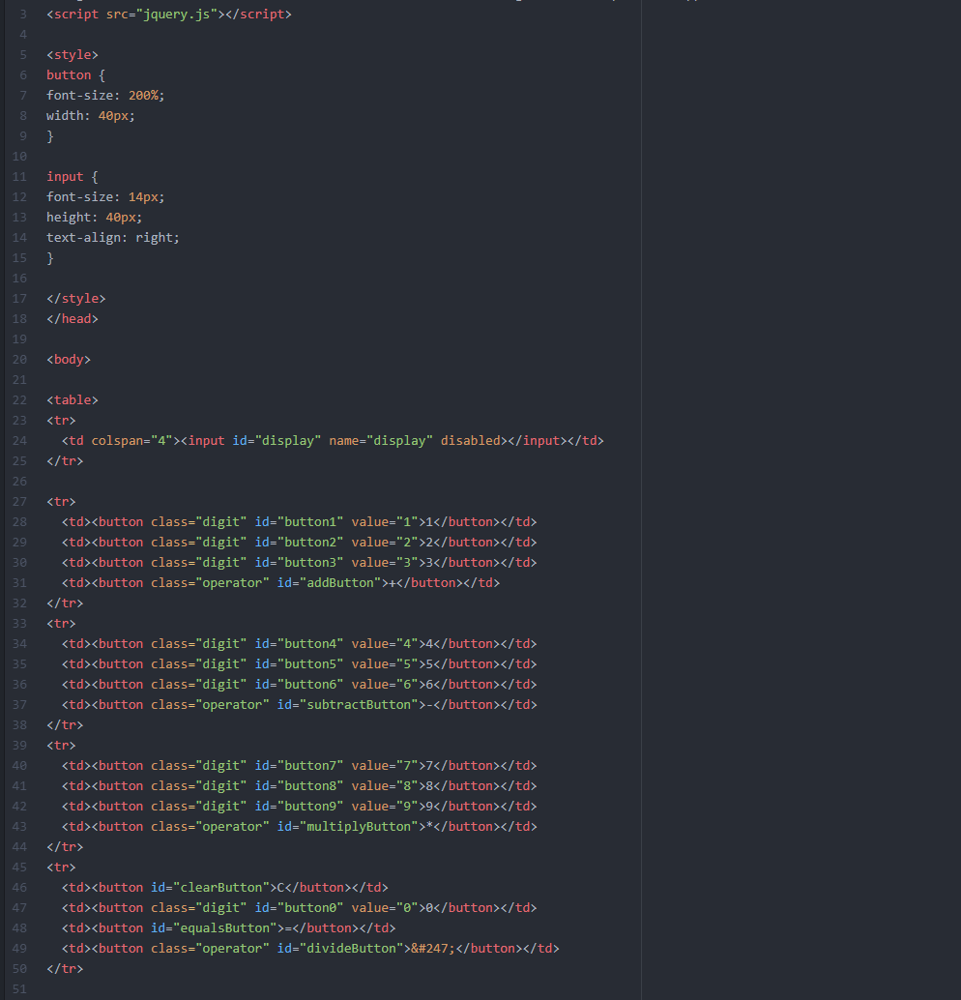 3 <script src="jquery.js"></script>
4
5 <style>
6 button {
7 font-size: 200%;
8 width: 40px;
9 }
10
11 input {
12 font-size: 14px;
13 height: 40px;
14 text-align: right;
15 }
16
17 </style>
18 </head>
19
20 <body>
21
22 <table>
23 <tr>
24   <td colspan="4"><input id="display" name="display" disabled></input></td>
25 </tr>
26
27 <tr>
28   <td><button class="digit" id="button1" value="1">1</button></td>
29   <td><button class="digit" id="button2" value="2">2</button></td>
30   <td><button class="digit" id="button3" value="3">3</button></td>
31   <td><button class="operator" id="addButton">+</button></td>
32 </tr>
33 <tr>
34   <td><button class="digit" id="button4" value="4">4</button></td>
35   <td><button class="digit" id="button5" value="5">5</button></td>
36   <td><button class="digit" id="button6" value="6">6</button></td>
37   <td><button class="operator" id="subtractButton">-</button></td>
38 </tr>
39 <tr>
40   <td><button class="digit" id="button7" value="7">7</button></td>
41   <td><button class="digit" id="button8" value="8">8</button></td>
42   <td><button class="digit" id="button9" value="9">9</button></td>
43   <td><button class="operator" id="multiplyButton">*</button></td>
44 </tr>
45 <tr>
46   <td><button id="clearButton">C</button></td>
47   <td><button class="digit" id="button0" value="0">0</button></td>
48   <td><button id="equalsButton">=</button></td>
49   <td><button class="operator" id="divideButton">&#247;</button></td>
50 </tr>
51